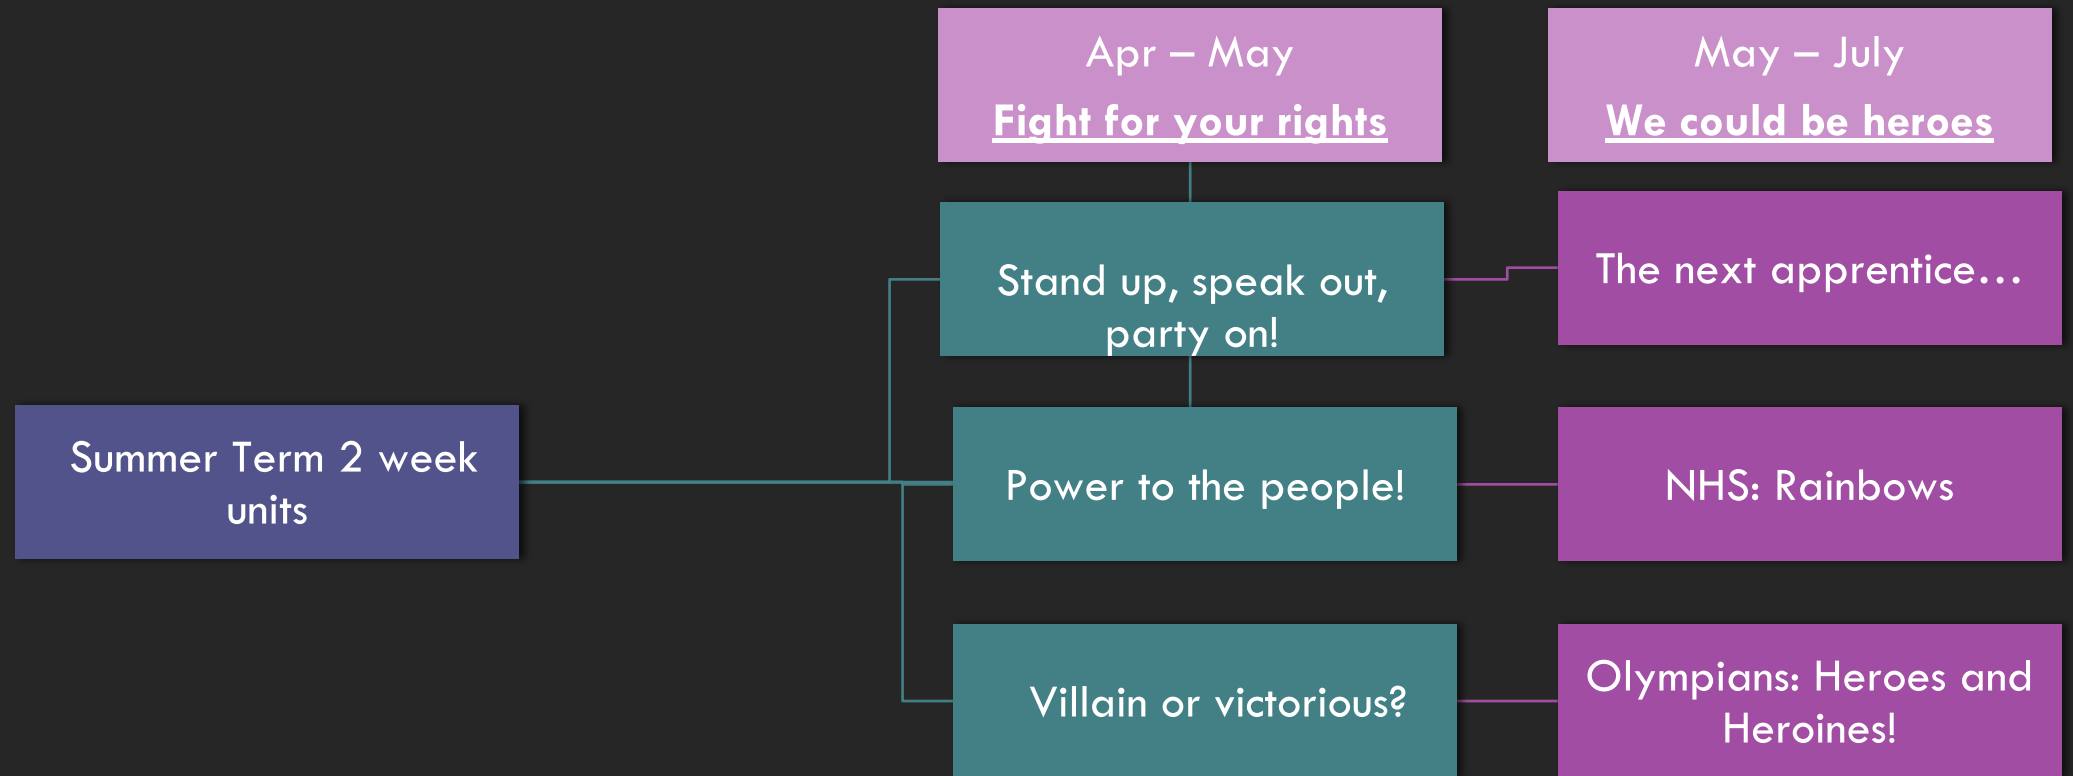 Apr – May
Fight for your rights
May – July
We could be heroes
Stand up, speak out,
party on!
The next apprentice…
Summer Term 2 week
units
Power to the people!
NHS: Rainbows
Villain or victorious?
Olympians: Heroes and
Heroines!